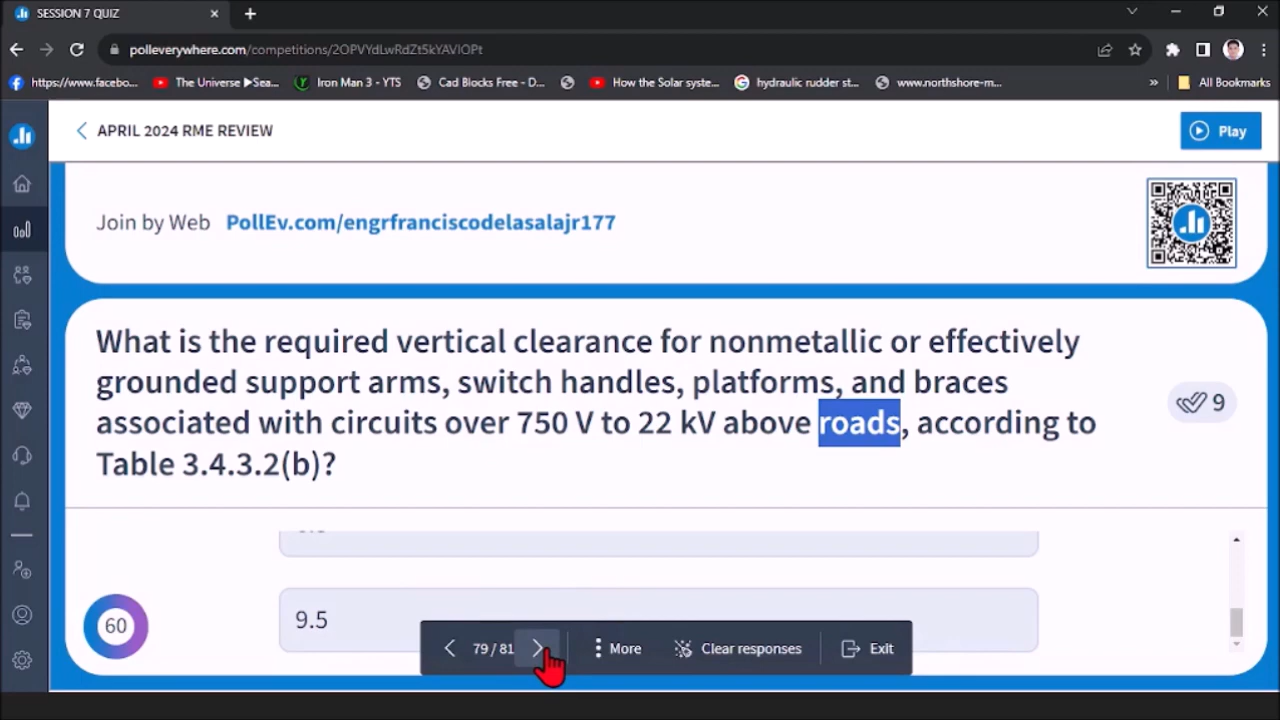 SESSION 7 QUIZ
polleverywhere.com/competitions/2OPVYdLwRdZt5kYAVIOPt
https://www.facebo... The Universe ▶Sea... Iron Man 3 - YTS Cad Blocks Free - D... How the Solar syste... hydraulic rudder st... www.northshore-m... » All Bookmarks
APRIL 2024 RME REVIEW
Play
Join by Web PollEv.com/engrfranciscodelasalajr177
What is the required vertical clearance for nonmetallic or effectively
grounded support arms, switch handles, platforms, and braces
associated with circuits over 750 V to 22 kV above roads, according to
Table 3.4.3.2(b)?
9
9.5
60
79 / 81
More
Clear responses
Exit